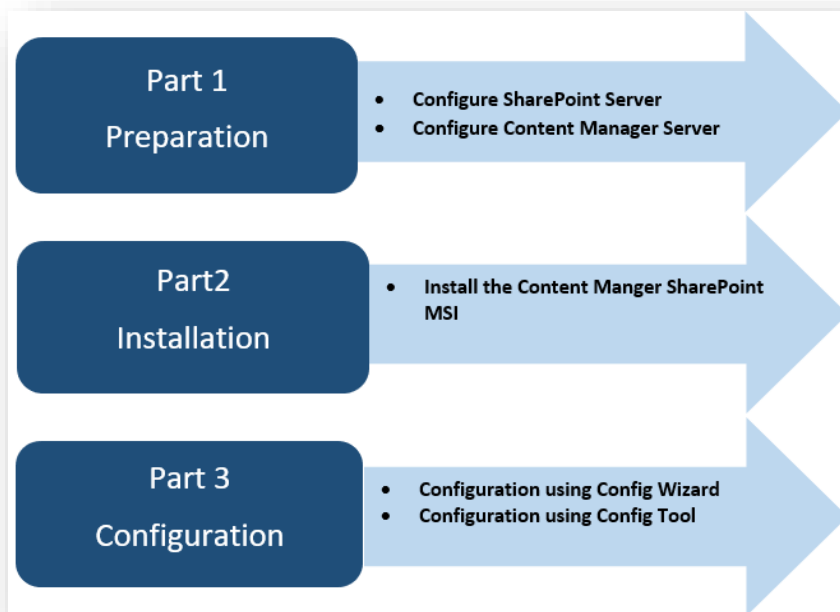 Part 1
Preparation
• Configure SharePoint Server
• Configure Content Manager Server
Part2
Installation
• Install the Content Manger SharePoint
MSI
Part 3
Configuration
• Configuration using Config Wizard
• Configuration using Config Tool